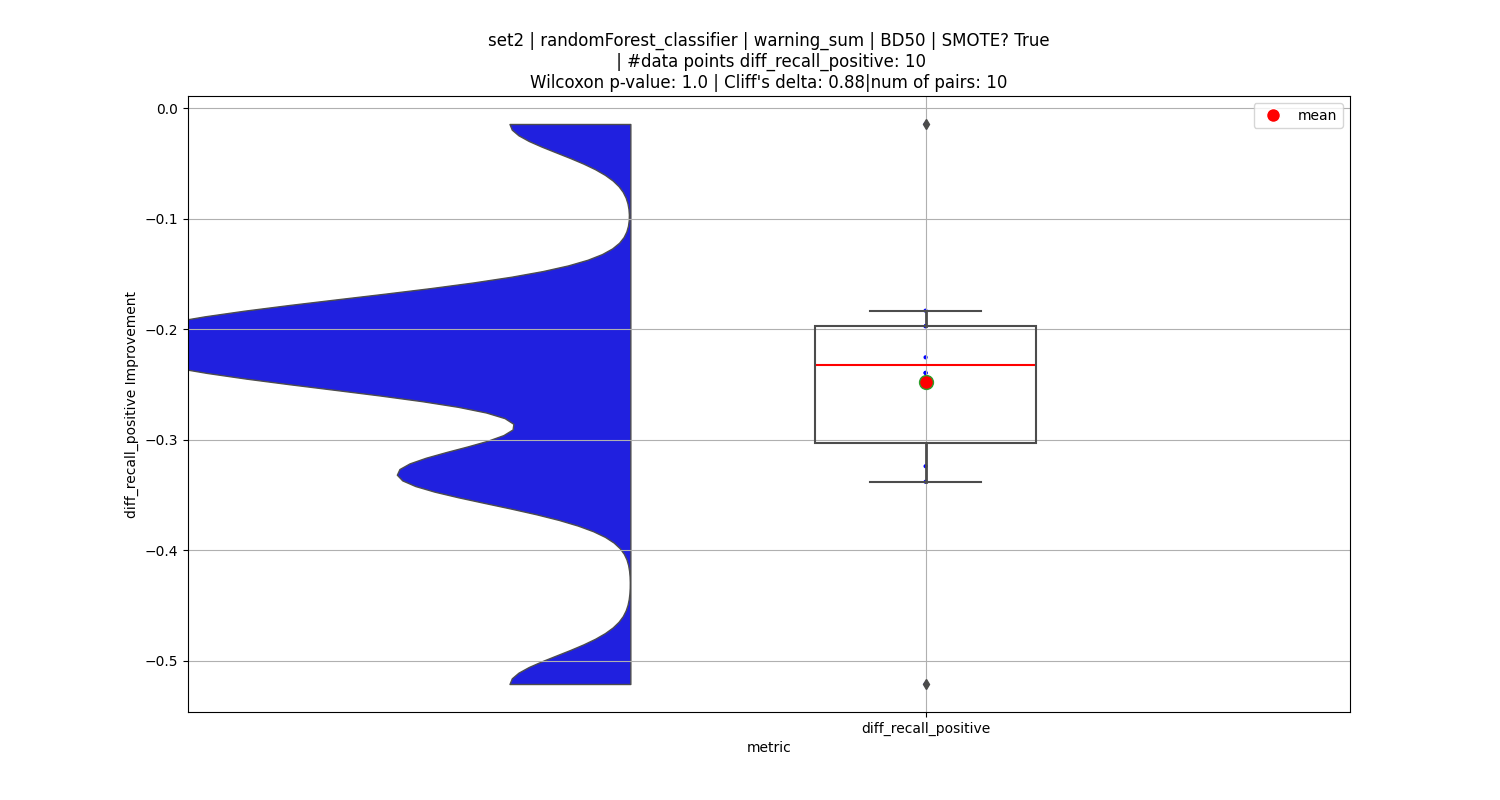 set2 | randomForest_classifier | warning_sum | BD50 | SMOTE? True
| #data points diff_recall_positive: 10
Wilcoxon p-value: 1.0 | Cliff's delta: 0.88|num of pairs: 10
mean
0.0
−0.1
−0.2
−0.3
−0.4
−0.5
diff_recall_positive Improvement
diff_recall_positive
metric